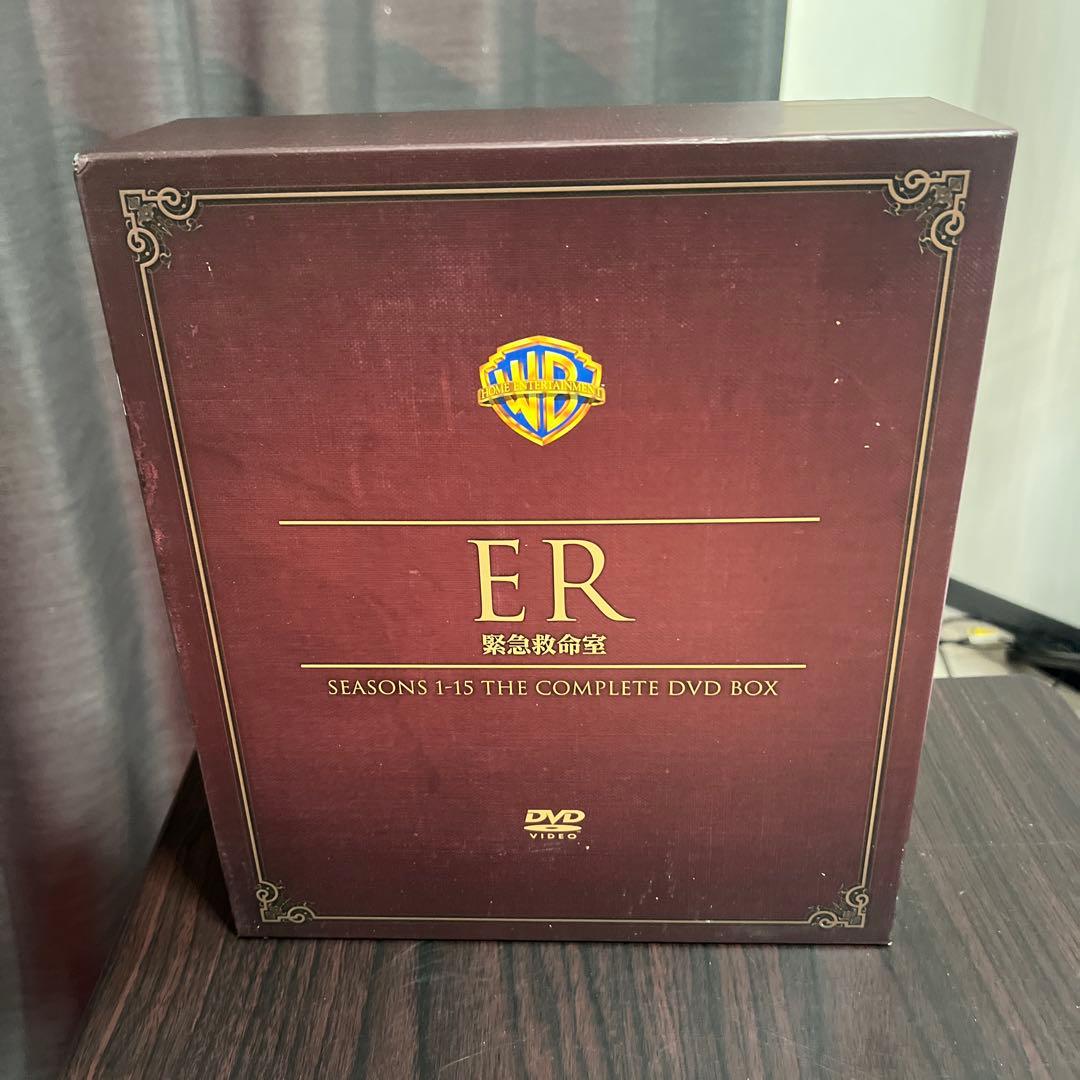 WB
HOME ENTERTAINMENT
ER
緊急救命室
SEASONS 1-15 THE COMPLETE DVD BOX
DVD
VIDEO